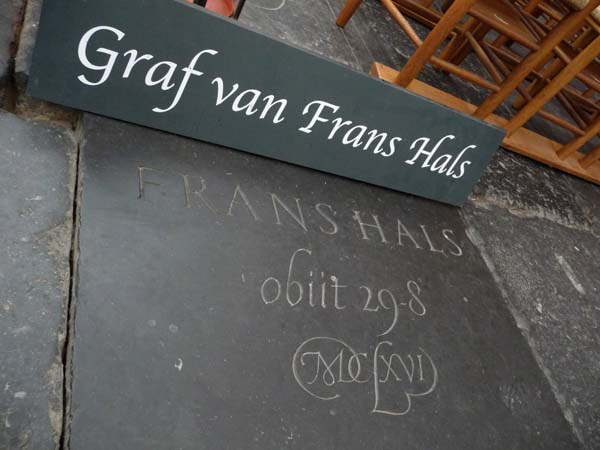 Graf van Frans Hals
FRANS HALS
obiit 29-8
MDCLXVI